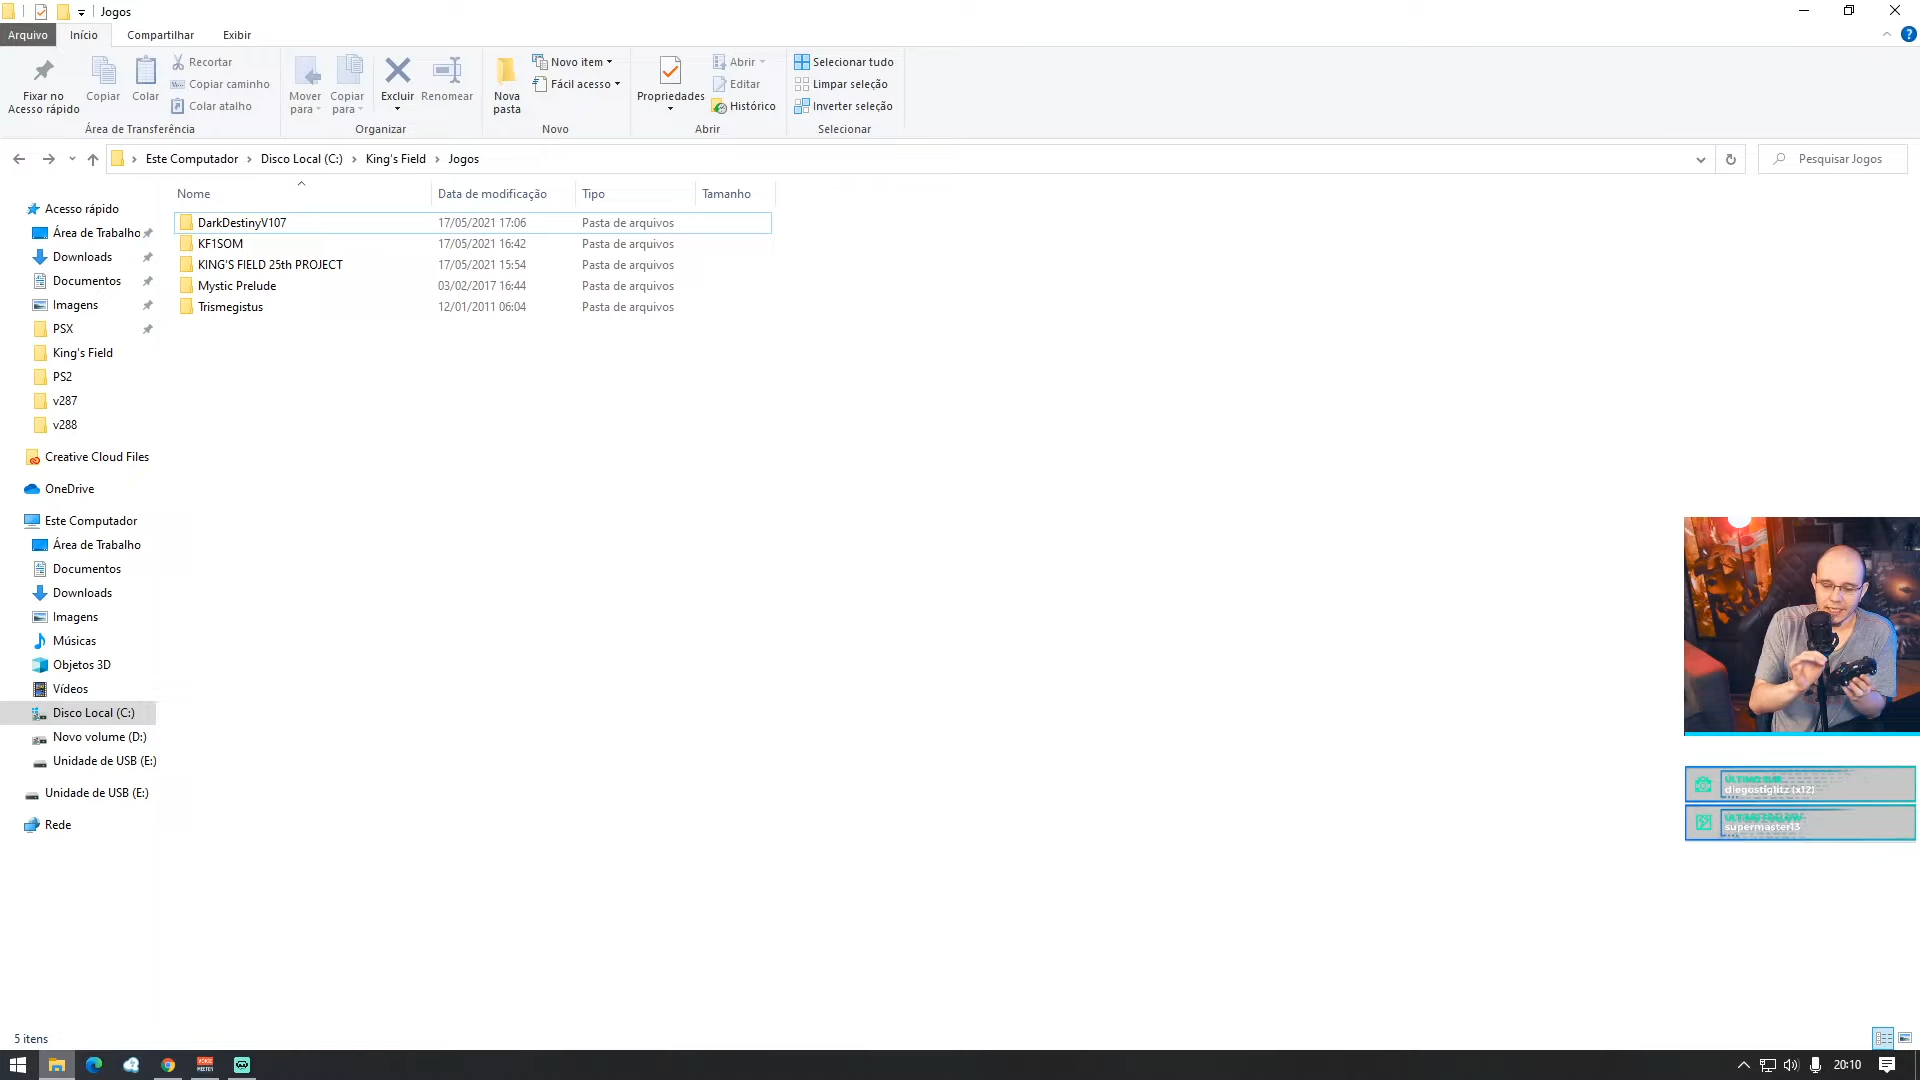 Jogos
Arquivo Início Compartilhar Exibir
Fixar no Acesso rápido
Copiar
Colar
Recortar
Copiar caminho
Colar atalho
Área de Transferência
Mover para
Copiar para
Excluir
Renomear
Organizar
Nova pasta
Novo item
Fácil acesso
Novo
Propriedades
Abrir
Editar
Histórico
Abrir
Selecionar tudo
Limpar seleção
Inverter seleção
Selecionar
Este Computador > Disco Local (C:) > King's Field > Jogos
Pesquisar Jogos
Nome Data de modificação Tipo Tamanho
DarkDestinyV107 17/05/2021 17:06 Pasta de arquivos
KF1SOM 17/05/2021 16:42 Pasta de arquivos
KING'S FIELD 25th PROJECT 17/05/2021 15:54 Pasta de arquivos
Mystic Prelude 03/02/2017 16:44 Pasta de arquivos
Trismegistus 12/01/2011 06:04 Pasta de arquivos
Acesso rápido
Área de Trabalho
Downloads
Documentos
Imagens
PSX
King's Field
PS2
v287
v288
Creative Cloud Files
OneDrive
Este Computador
Área de Trabalho
Documentos
Downloads
Imagens
Músicas
Objetos 3D
Vídeos
Disco Local (C:)
Novo volume (D:)
Unidade de USB (E:)
Unidade de USB (E:)
Rede
diegostiglitz (x12)
supermaster13
5 itens
20:10